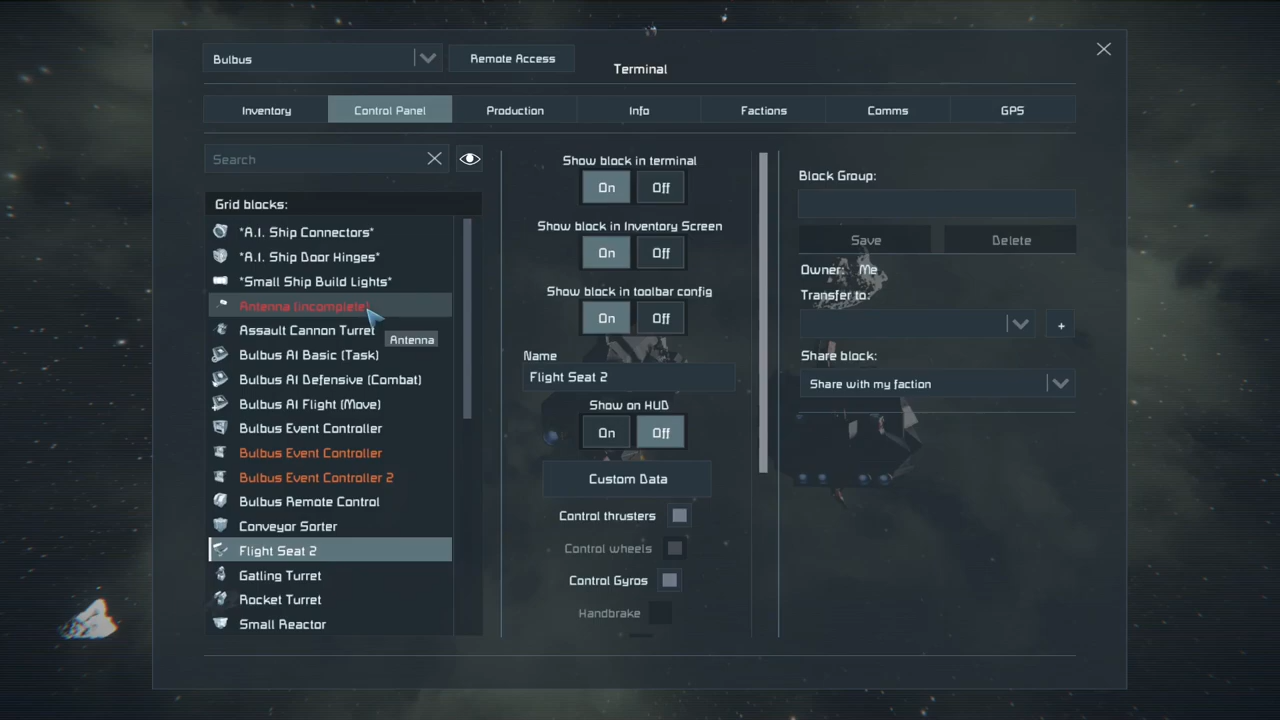 Bulbus
Remote Access
Terminal
Inventory
Control Panel
Production
Info
Factions
Comms
GPS
Search
Grid blocks:
*A.I. Ship Connectors*
*A.I. Ship Door Hinges*
*Small Ship Build Lights*
Antenna (Incomplete)
Assault Cannon Turret
Antenna
Bulbus AI Basic (Task)
Bulbus AI Defensive (Combat)
Bulbus AI Flight (Move)
Bulbus Event Controller
Bulbus Event Controller
Bulbus Event Controller 2
Bulbus Remote Control
Conveyor Sorter
Flight Seat 2
Gatling Turret
Rocket Turret
Small Reactor
Show block in terminal
On Off
Show block in Inventory Screen
On Off
Show block in toolbar config
On Off
Name
Flight Seat 2
Show on HUD
On Off
Custom Data
Control thrusters
Control wheels
Control Gyros
Handbrake
Block Group:
Save
Delete
Owner: Me
Transfer to:
+
Share block:
Share with my faction